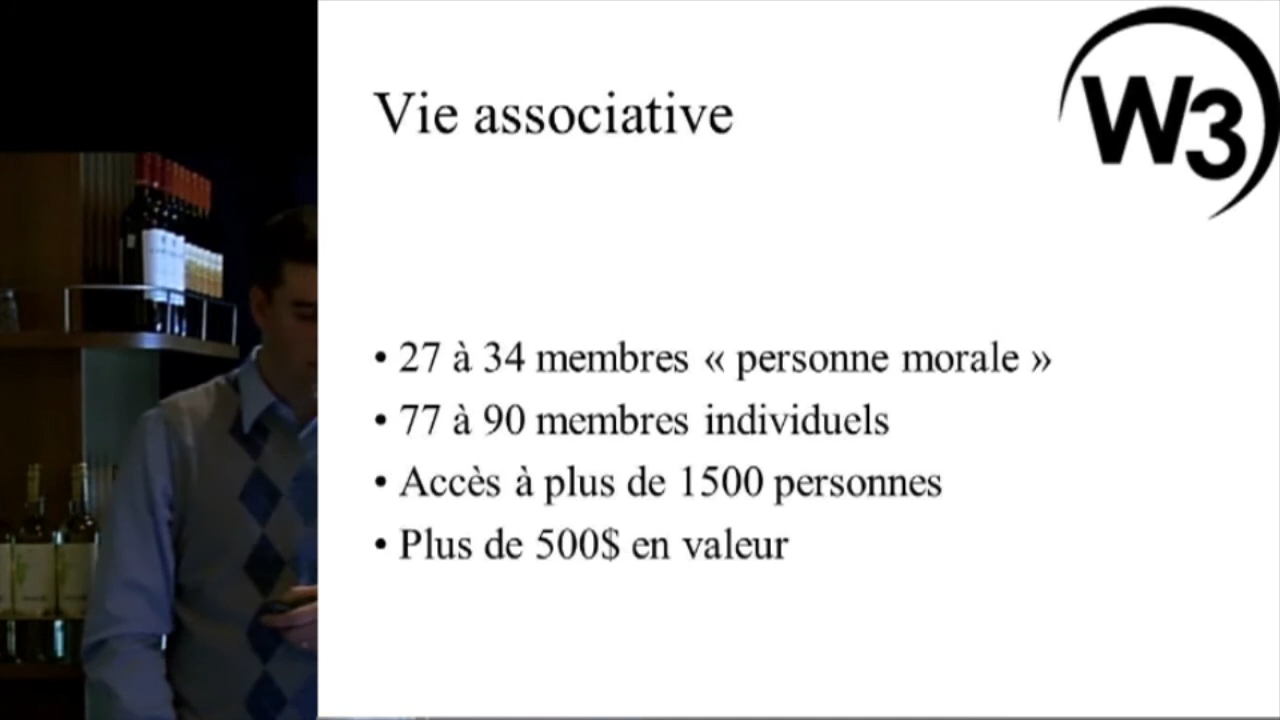 Vie associative
W3
• 27 à 34 membres « personne morale »
• 77 à 90 membres individuels
• Accès à plus de 1500 personnes
• Plus de 500$ en valeur